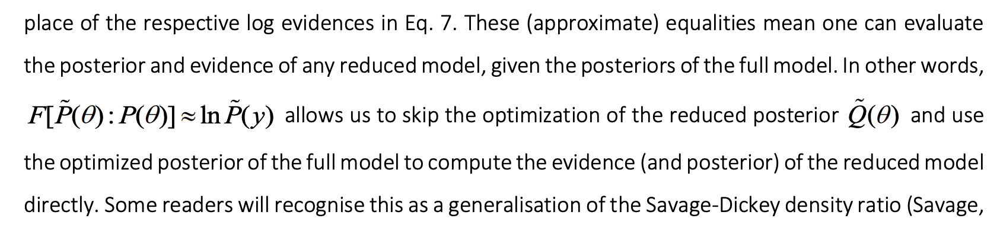 place of the respective log evidences in Eq. 7. These (approximate) equalities mean one can evaluate
the posterior and evidence of any reduced model, given the posteriors of the full model. In other words,
F[P̃(θ) : P(θ)] ≈ ln P̃(y) allows us to skip the optimization of the reduced posterior Q̃(θ) and use
the optimized posterior of the full model to compute the evidence (and posterior) of the reduced model
directly. Some readers will recognise this as a generalisation of the Savage-Dickey density ratio (Savage,